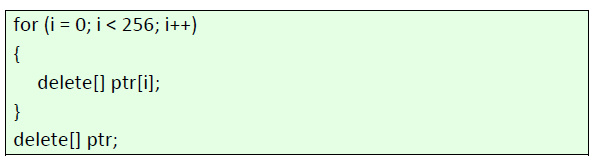 for (i = 0; i < 256; i++)
{
delete[] ptr[i];
}
delete[] ptr;